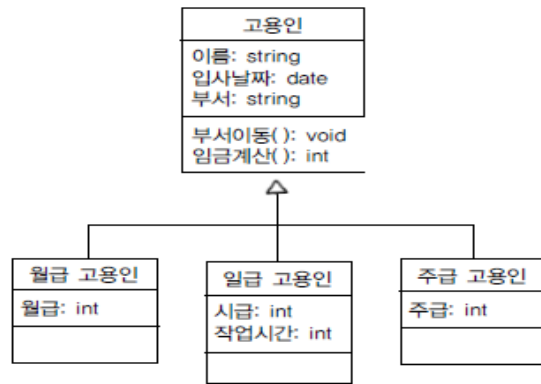 고용인
이름: string
입사날짜: date
부서: string
부서이동( ): void
임금계산( ): int
월급 고용인
월급: int
일급 고용인
시급: int
작업시간: int
주급 고용인
주급: int